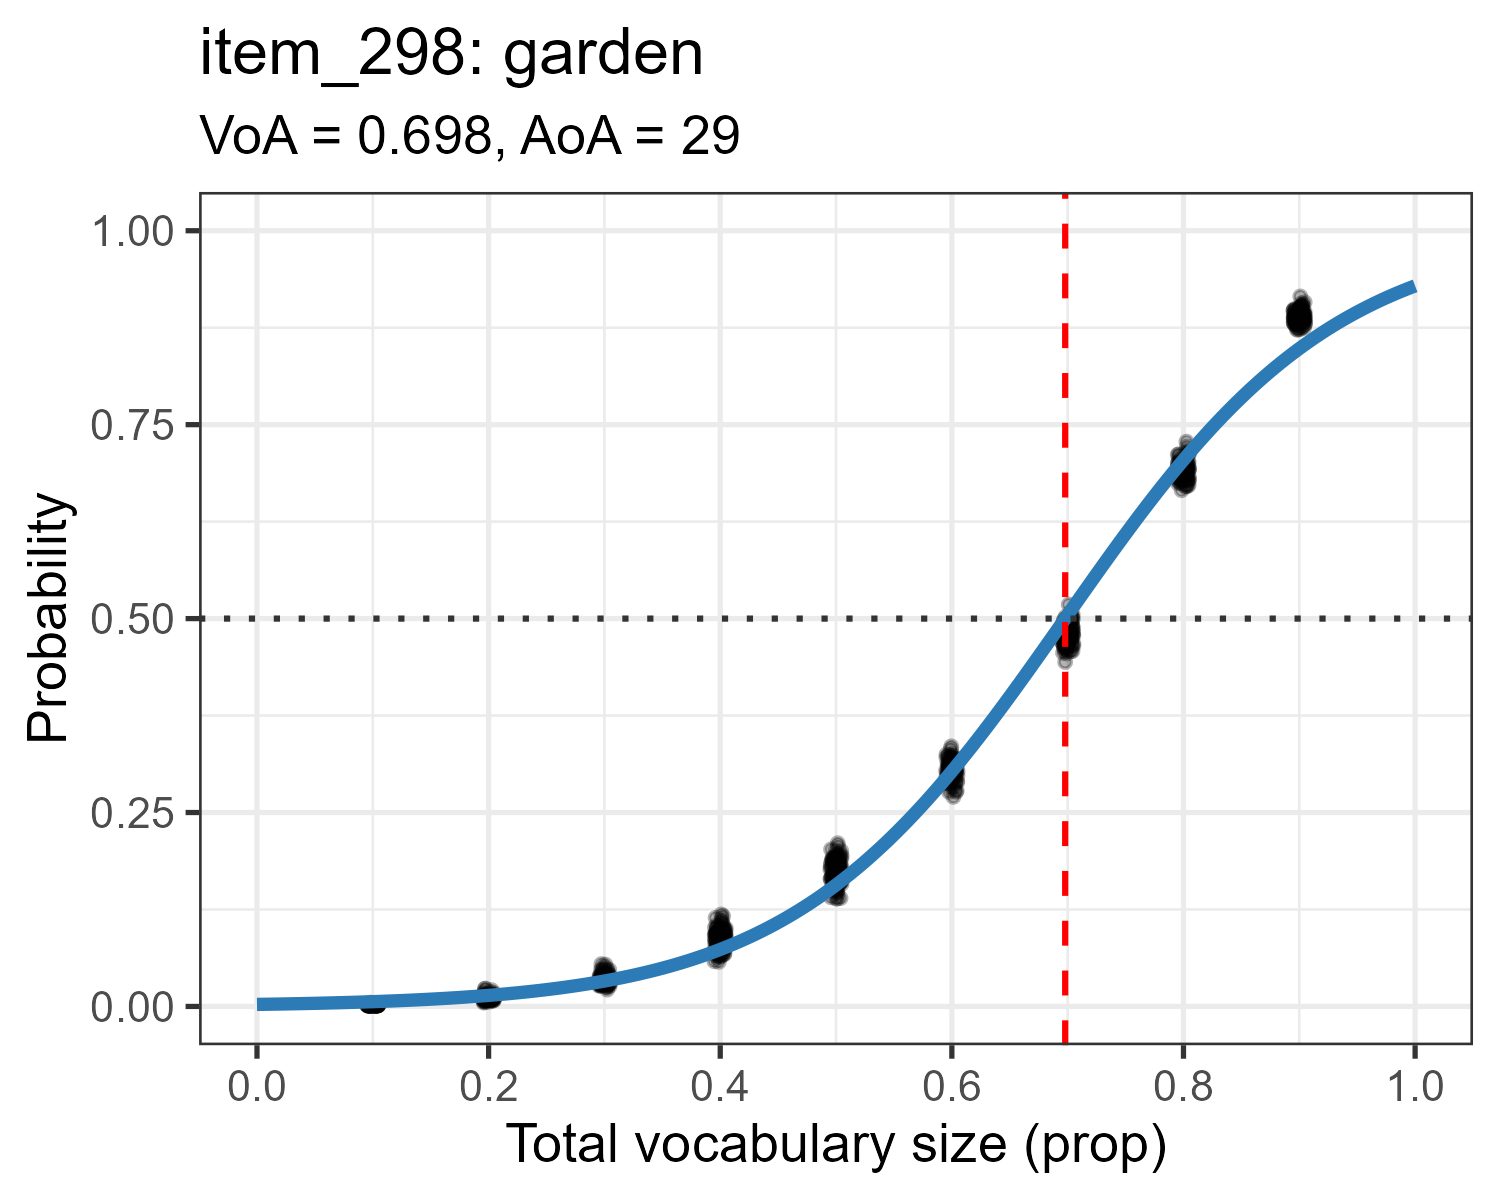 item_298: garden
VoA = 0.698, AoA = 29
1.00
0.75
0.50
0.25
0.00
Probability
0.0 0.2 0.4 0.6 0.8 1.0
Total vocabulary size (prop)